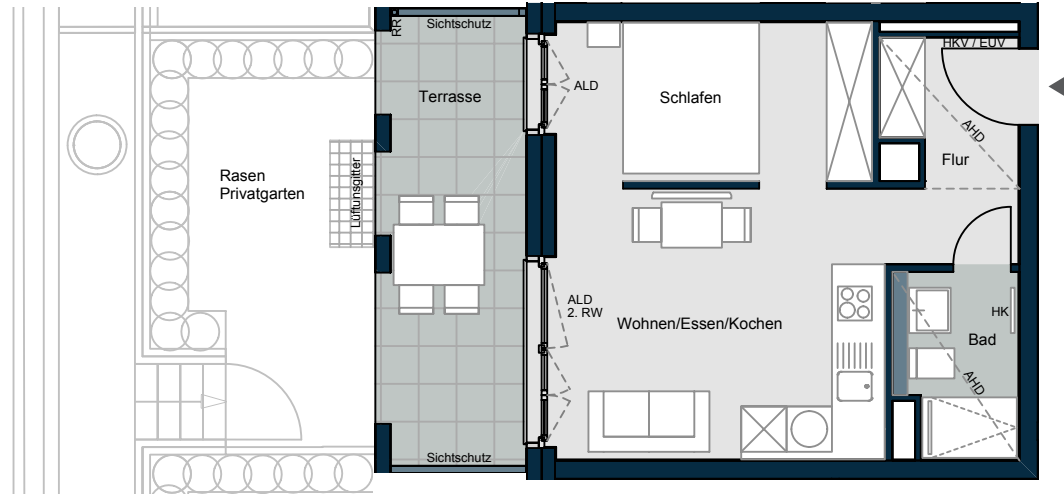 RR
Sichtschutz
HKV / EUV
ALD
Terrasse
Schlafen
AHD
Flur
Rasen
Privatgarten
Lüftunsgitter
ALD
2. RW
Wohnen/Essen/Kochen
HK
Bad
AHD
Sichtschutz